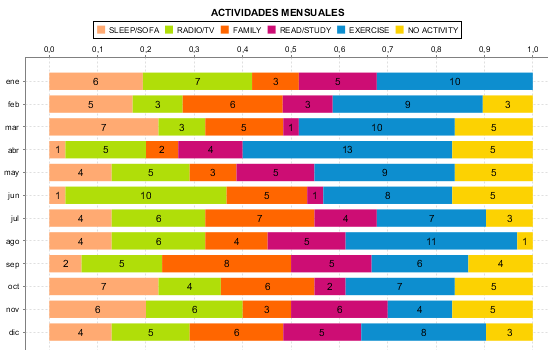 ACTIVIDADES MENSUALES
SLEEP/SOFA RADIO/TV FAMILY READ/STUDY EXERCISE NO ACTIVITY
0,0 0,1 0,2 0,3 0,4 0,5 0,6 0,7 0,8 0,9 1,0
ene 6 7 3 5 10
feb 5 3 6 3 9 3
mar 7 3 5 1 10 5
abr 1 5 2 4 13 5
may 4 5 3 5 9 5
jun 1 10 5 1 8 5
jul 4 6 7 4 7 3
ago 4 6 4 5 11 1
sep 2 5 8 5 6 4
oct 7 4 6 2 7 5
nov 6 6 3 6 4 5
dic 4 5 6 5 8 3